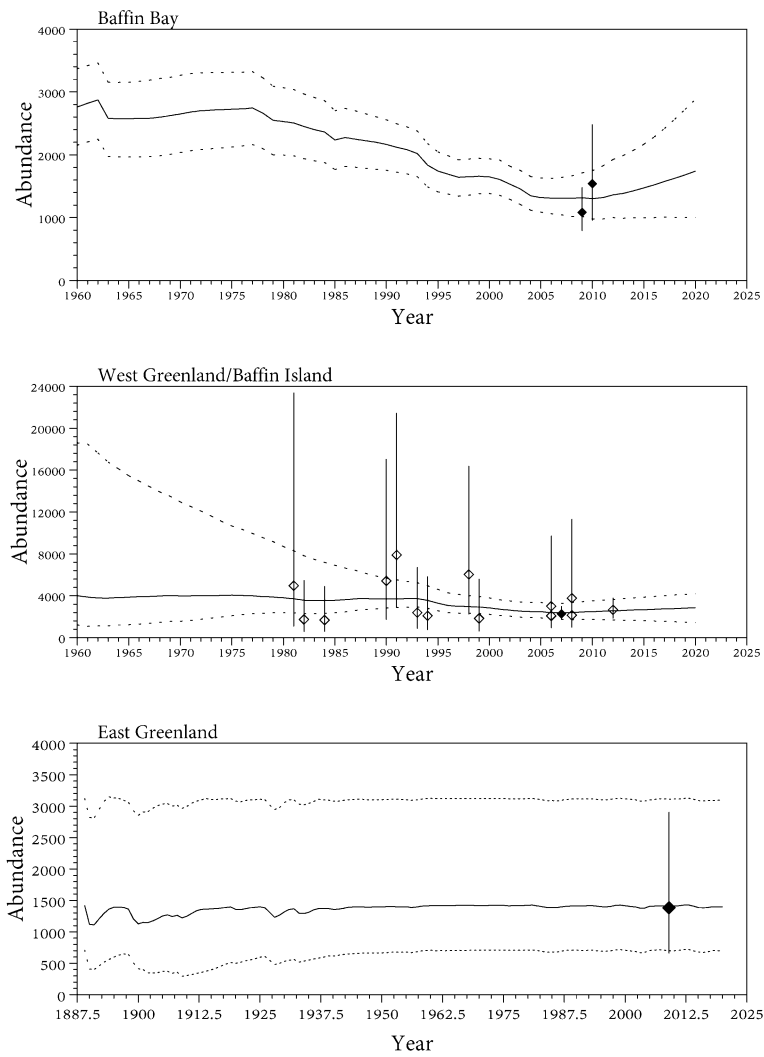 Baffin Bay
4000
3000
2000
1000
0
Abundance
1960 1965 1970 1975 1980 1985 1990 1995 2000 2005 2010 2015 2020 2025
Year
West Greenland/Baffin Island
24000
20000
16000
12000
8000
4000
0
Abundance
1960 1965 1970 1975 1980 1985 1990 1995 2000 2005 2010 2015 2020 2025
Year
East Greenland
4000
3500
3000
2500
2000
1500
1000
500
0
Abundance
1887.5 1900 1912.5 1925 1937.5 1950 1962.5 1975 1987.5 2000 2012.5 2025
Year